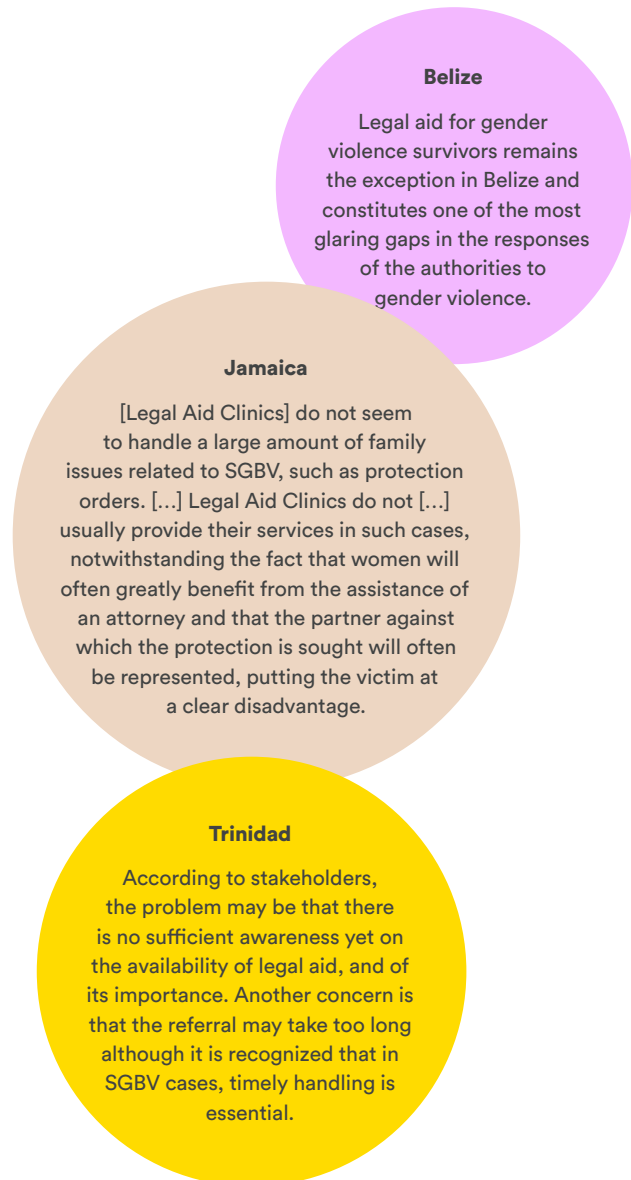 Belize
Legal aid for gender
violence survivors remains
the exception in Belize and
constitutes one of the most
glaring gaps in the responses
of the authorities to
gender violence.
Jamaica
[Legal Aid Clinics] do not seem
to handle a large amount of family
issues related to SGBV, such as protection
orders. [...] Legal Aid Clinics do not [...]
usually provide their services in such cases,
notwithstanding the fact that women will
often greatly benefit from the assistance of
an attorney and that the partner against
which the protection is sought will often
be represented, putting the victim at
a clear disadvantage.
Trinidad
According to stakeholders,
the problem may be that there
is no sufficient awareness yet on
the availability of legal aid, and of
its importance. Another concern is
that the referral may take too long
although it is recognized that in
SGBV cases, timely handling is
essential.